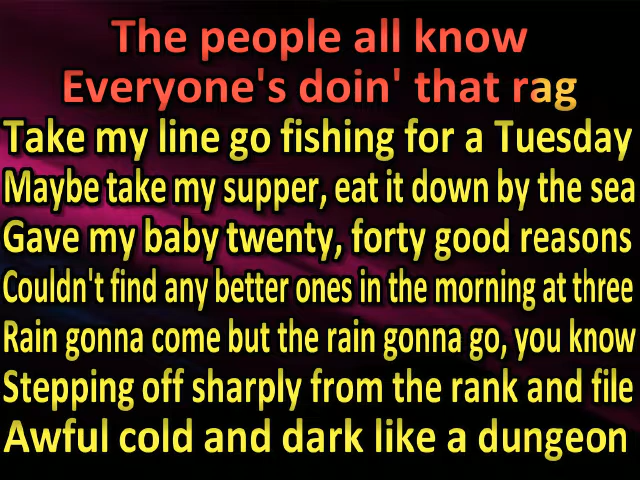 The people all know
Everyone's doin' that rag
Take my line go fishing for a Tuesday
Maybe take my supper, eat it down by the sea
Gave my baby twenty, forty good reasons
Couldn't find any better ones in the morning at three
Rain gonna come but the rain gonna go, you know
Stepping off sharply from the rank and file
Awful cold and dark like a dungeon